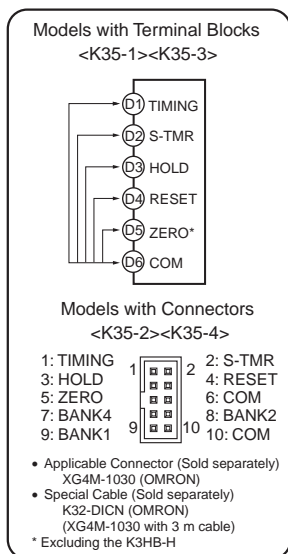 Models with Terminal Blocks
<K35-1><K35-3>
D1 TIMING
D2 S-TMR
D3 HOLD
D4 RESET
D5 ZERO*
D6 COM
Models with Connectors
<K35-2><K35-4>
1: TIMING
3: HOLD
5: ZERO
7: BANK4
9: BANK1
1 2
9 10
2: S-TMR
4: RESET
6: COM
8: BANK2
10: COM
• Applicable Connector (Sold separately)
XG4M-1030 (OMRON)
• Special Cable (Sold separately)
K32-DICN (OMRON)
(XG4M-1030 with 3 m cable)
* Excluding the K3HB-H